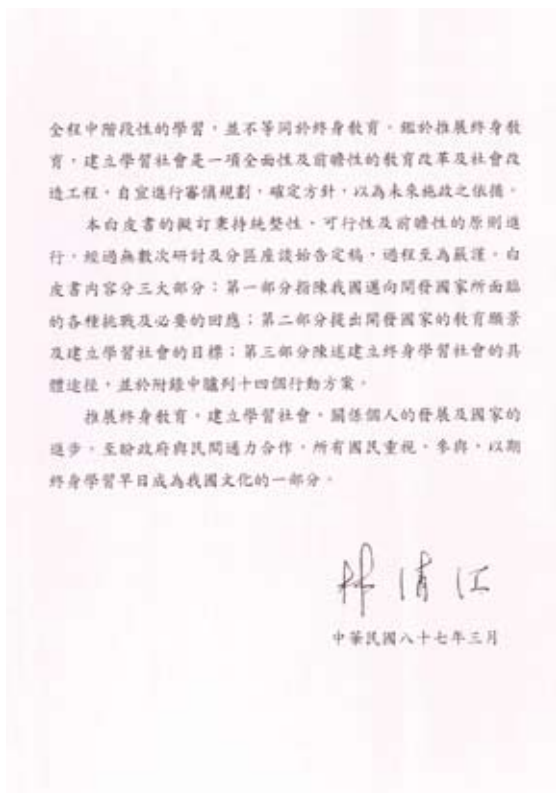 全程中階段性的學習，並不等同於終身教育。鑑於推展終身教
育，建立學習社會是一項全面性及前瞻性的教育改革及社會改
造工程，自宜進行審慎規劃，確定方針，以為未來施政之依循。
本白皮書的擬訂秉持統整性、可行性及前瞻性的原則進
行，經過無數次研討及分區座談始告定稿，過程至為嚴謹。白
皮書內容分三大部分：第一部分指陳我國邁向開發國家所面臨
的各種挑戰及必要的回應；第二部分提出開發國家的教育願景
及建立學習社會的目標；第三部分陳述建立終身學習社會的具
體途徑，並於附錄中臚列十四個行動方案。
推展終身教育，建立學習社會，關係個人的發展及國家的
進步，至盼政府與民間通力合作，所有國民重視、參與，以期
終身學習早日成為我國文化的一部分。
林清江
中華民國八十七年三月